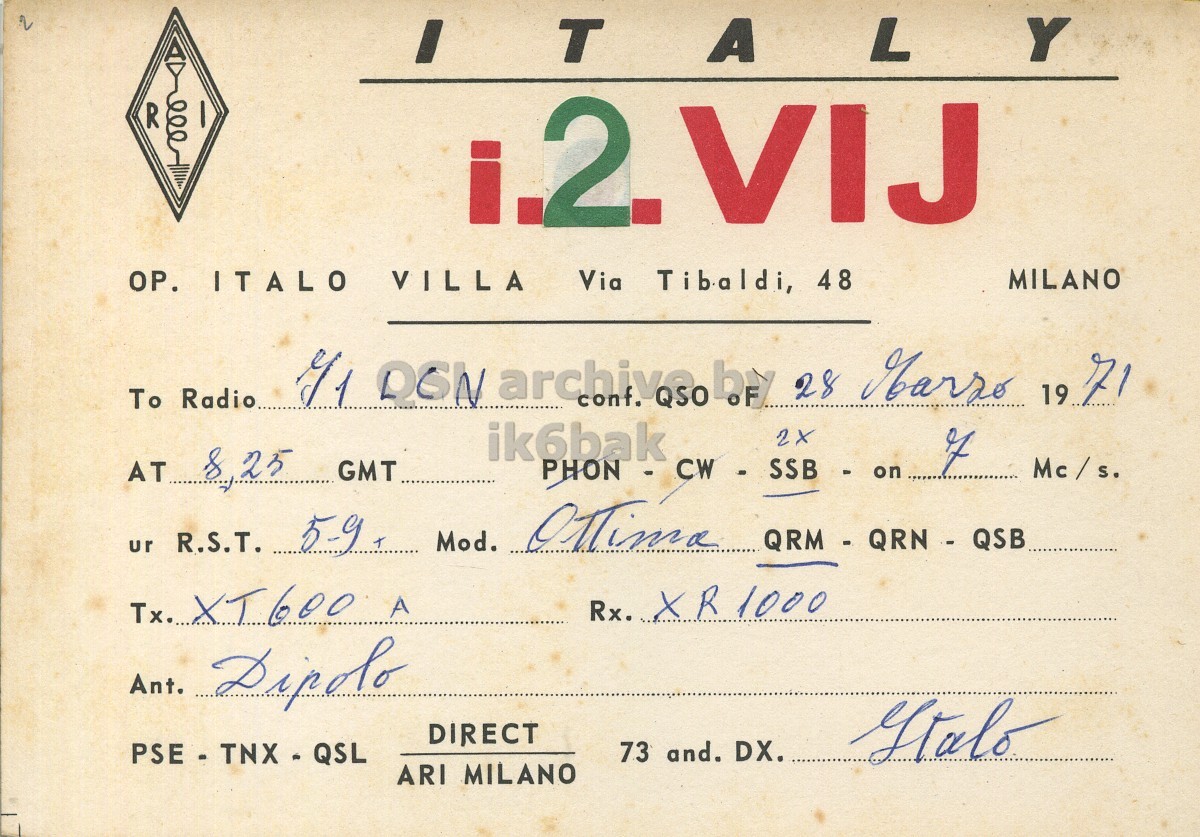 2
A
R I
ITALY
i.2.VIJ
OP. ITALO VILLA Via Tibaldi, 48 MILANO
QSL archive by
ik6bak
To Radio I1 LCN conf. QSO oF 28 Marzo 1971
AT 8,25 GMT PHON - CW - SSB - on 7 Mc/s.
2X
ur R.S.T. 5-9+ Mod. Ottima QRM - QRN - QSB
Tx. XT600 A Rx. XR1000
Ant. Dipolo
PSE - TNX - QSL DIRECT
ARI MILANO 73 and. DX. Italo